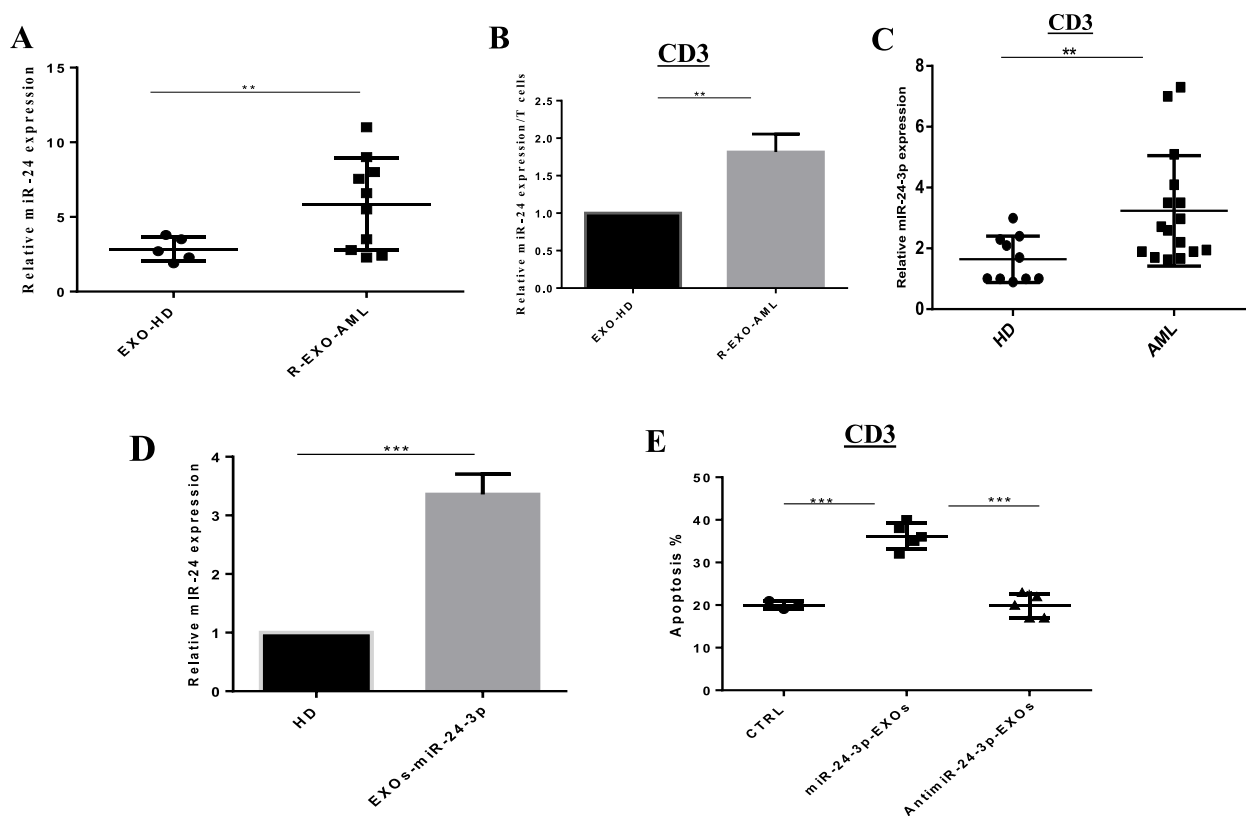 A
Relative miR-24 expression
15
10
5
0
**
EXO-HD
R-EXO-AML
B
CD3
Relative miR-24 expression/T cells
2.5
2.0
1.5
1.0
0.5
0.0
**
EXO-HD
R-EXO-AML
C
CD3
Relative mIR-24-3p expression
8
6
4
2
0
**
HD
AML
D
Relative mIR-24 expression
4
3
2
1
0
***
HD
EXOs-miR-24-3p
E
CD3
Apoptosis %
50
40
30
20
10
0
***
***
CTRL
miR-24-3p-EXOs
AntimiR-24-3p-EXOs